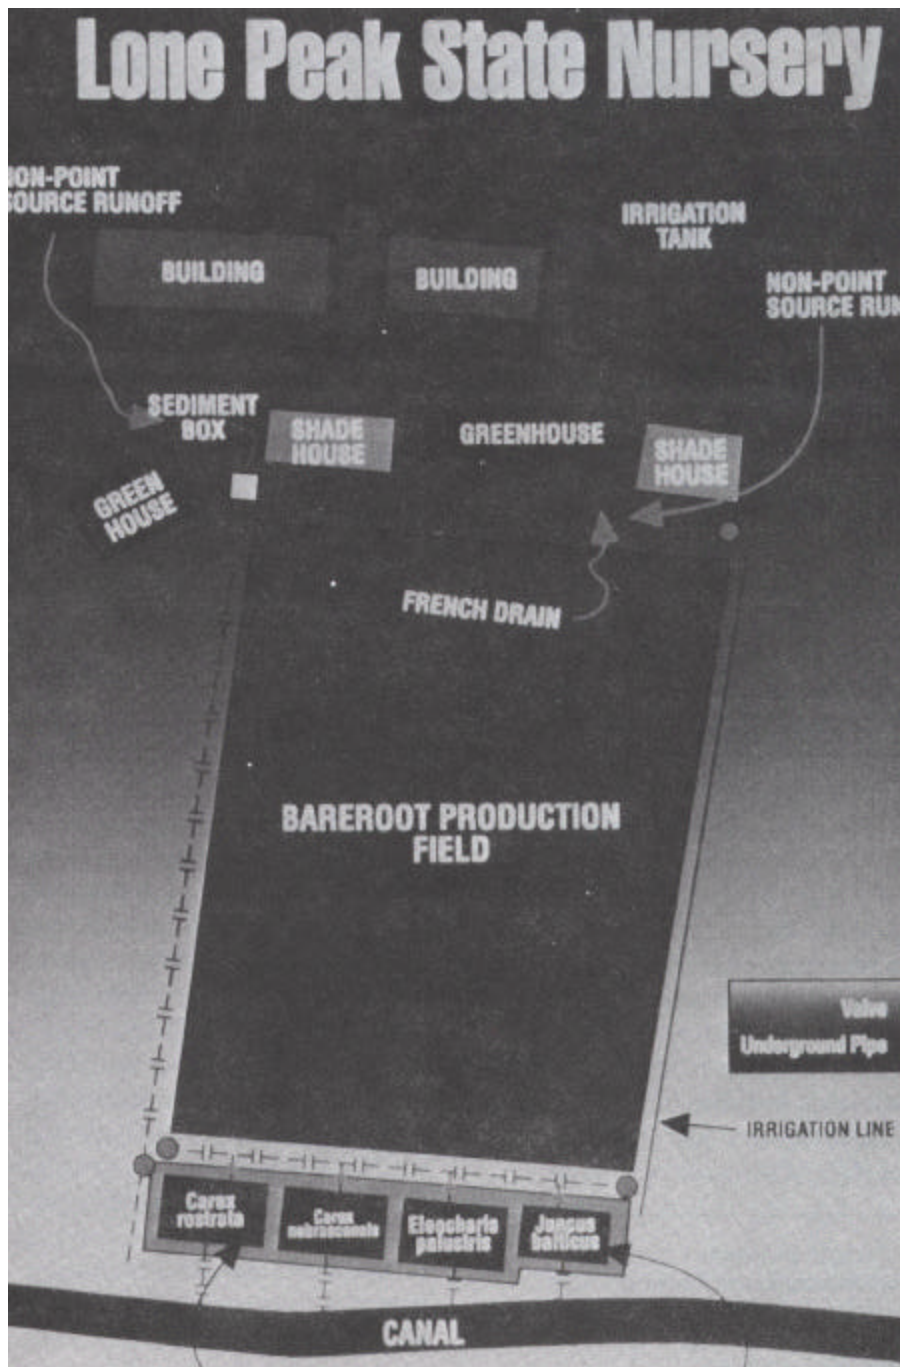 Lone Peak State Nursery
NON-POINT
SOURCE RUNOFF
IRRIGATION
TANK
BUILDING
BUILDING
NON-POINT
SOURCE RUN
SEDIMENT
BOX
SHADE
HOUSE
GREENHOUSE
SHADE
HOUSE
GREEN
HOUSE
FRENCH DRAIN
BAREROOT PRODUCTION
FIELD
Valve
Underground Pipe
IRRIGATION LINE
Carex
rostrata
Carex
nebrascensis
Eleocharis
palustris
Juncus
balticus
CANAL